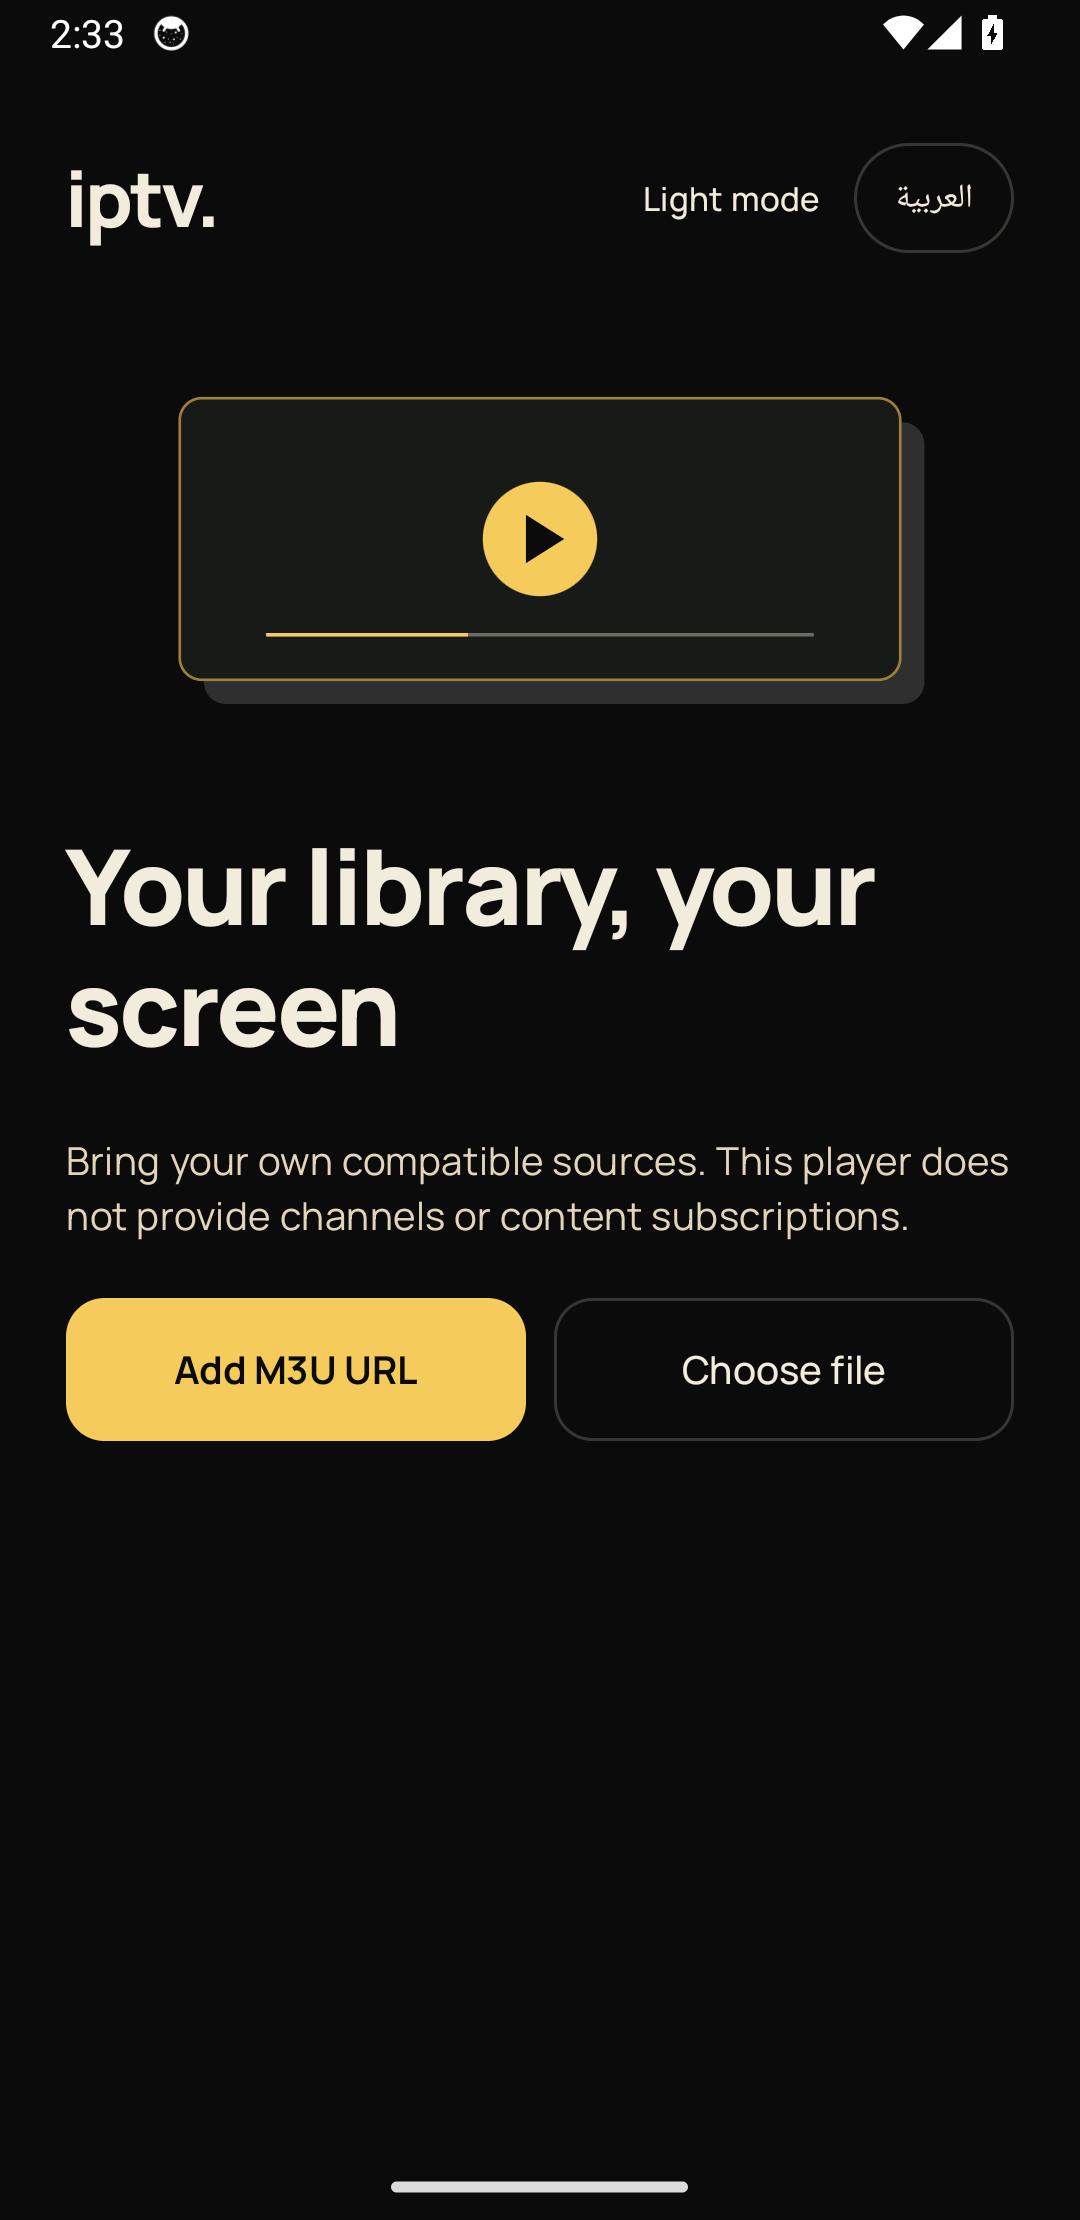 2:33
iptv.
Light mode
العربية
Your library, your
screen
Bring your own compatible sources. This player does
not provide channels or content subscriptions.
Add M3U URL
Choose file